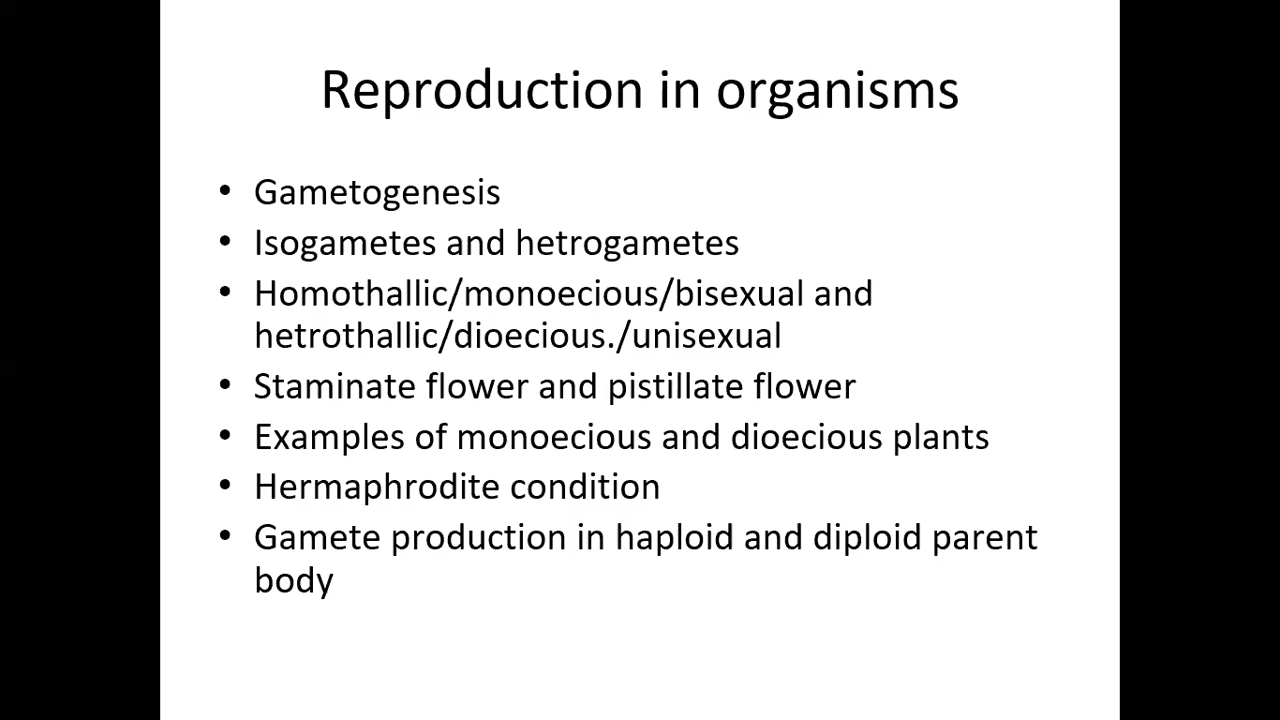 Reproduction in organisms
• Gametogenesis
• Isogametes and hetrogametes
• Homothallic/monoecious/bisexual and
hetrothallic/dioecious./unisexual
• Staminate flower and pistillate flower
• Examples of monoecious and dioecious plants
• Hermaphrodite condition
• Gamete production in haploid and diploid parent
body